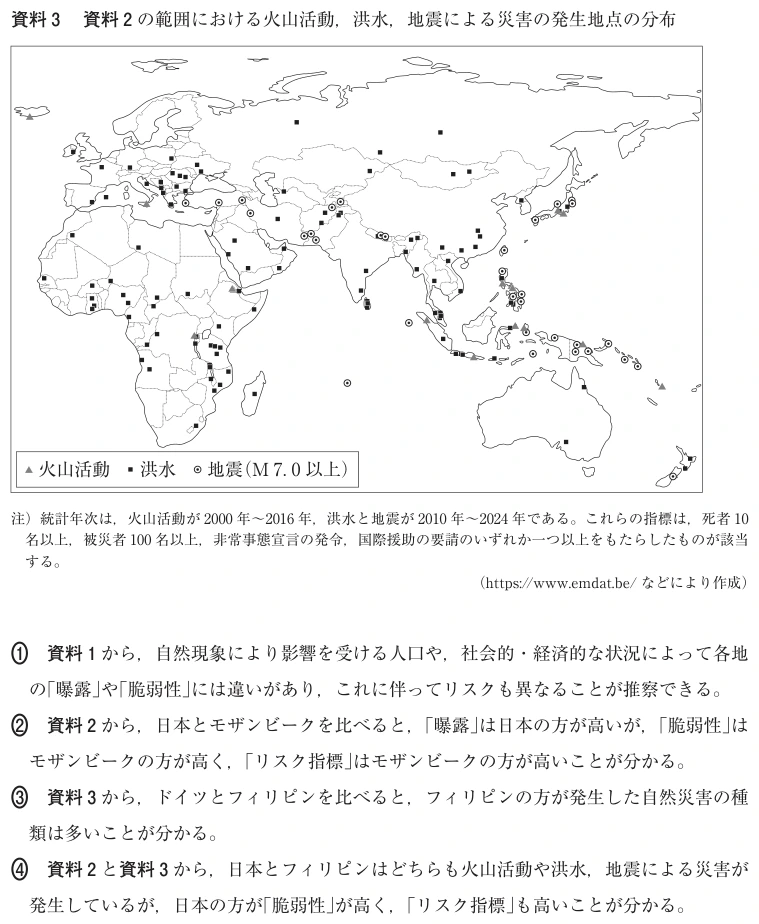 資料3　資料2の範囲における火山活動，洪水，地震による災害の発生地点の分布
▲ 火山活動　■ 洪水　◉ 地震(M7.0以上)
注）統計年次は，火山活動が2000年～2016年，洪水と地震が2010年～2024年である。これらの指標は，死者10
名以上，被災者100名以上，非常事態宣言の発令，国際援助の要請のいずれか一つ以上をもたらしたものが該当
する。
（https://www.emdat.be/ などにより作成）
① 資料1から，自然現象により影響を受ける人口や，社会的・経済的な状況によって各地
の「曝露」や「脆弱性」には違いがあり，これに伴ってリスクも異なることが推察できる。
② 資料2から，日本とモザンビークを比べると，「曝露」は日本の方が高いが，「脆弱性」は
モザンビークの方が高く，「リスク指標」はモザンビークの方が高いことが分かる。
③ 資料3から，ドイツとフィリピンを比べると，フィリピンの方が発生した自然災害の種
類は多いことが分かる。
④ 資料2と資料3から，日本とフィリピンはどちらも火山活動や洪水，地震による災害が
発生しているが，日本の方が「脆弱性」が高く，「リスク指標」も高いことが分かる。